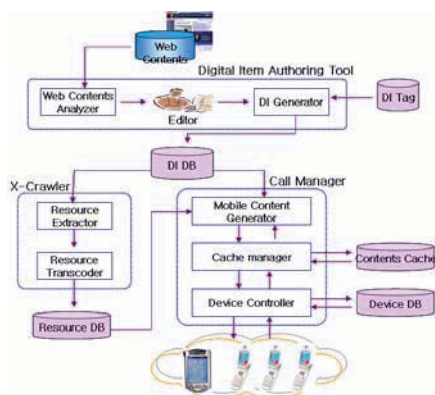 Web Contents
Digital Item Authoring Tool
Web Contents
Analyzer
Editor
DI Generator
DI Tag
DI DB
X-Crawler
Call Manager
Resource
Extractor
Mobile Content
Generator
Resource
Transcoder
Cache manager
Contents Cache
Device Controller
Device DB
Resource DB